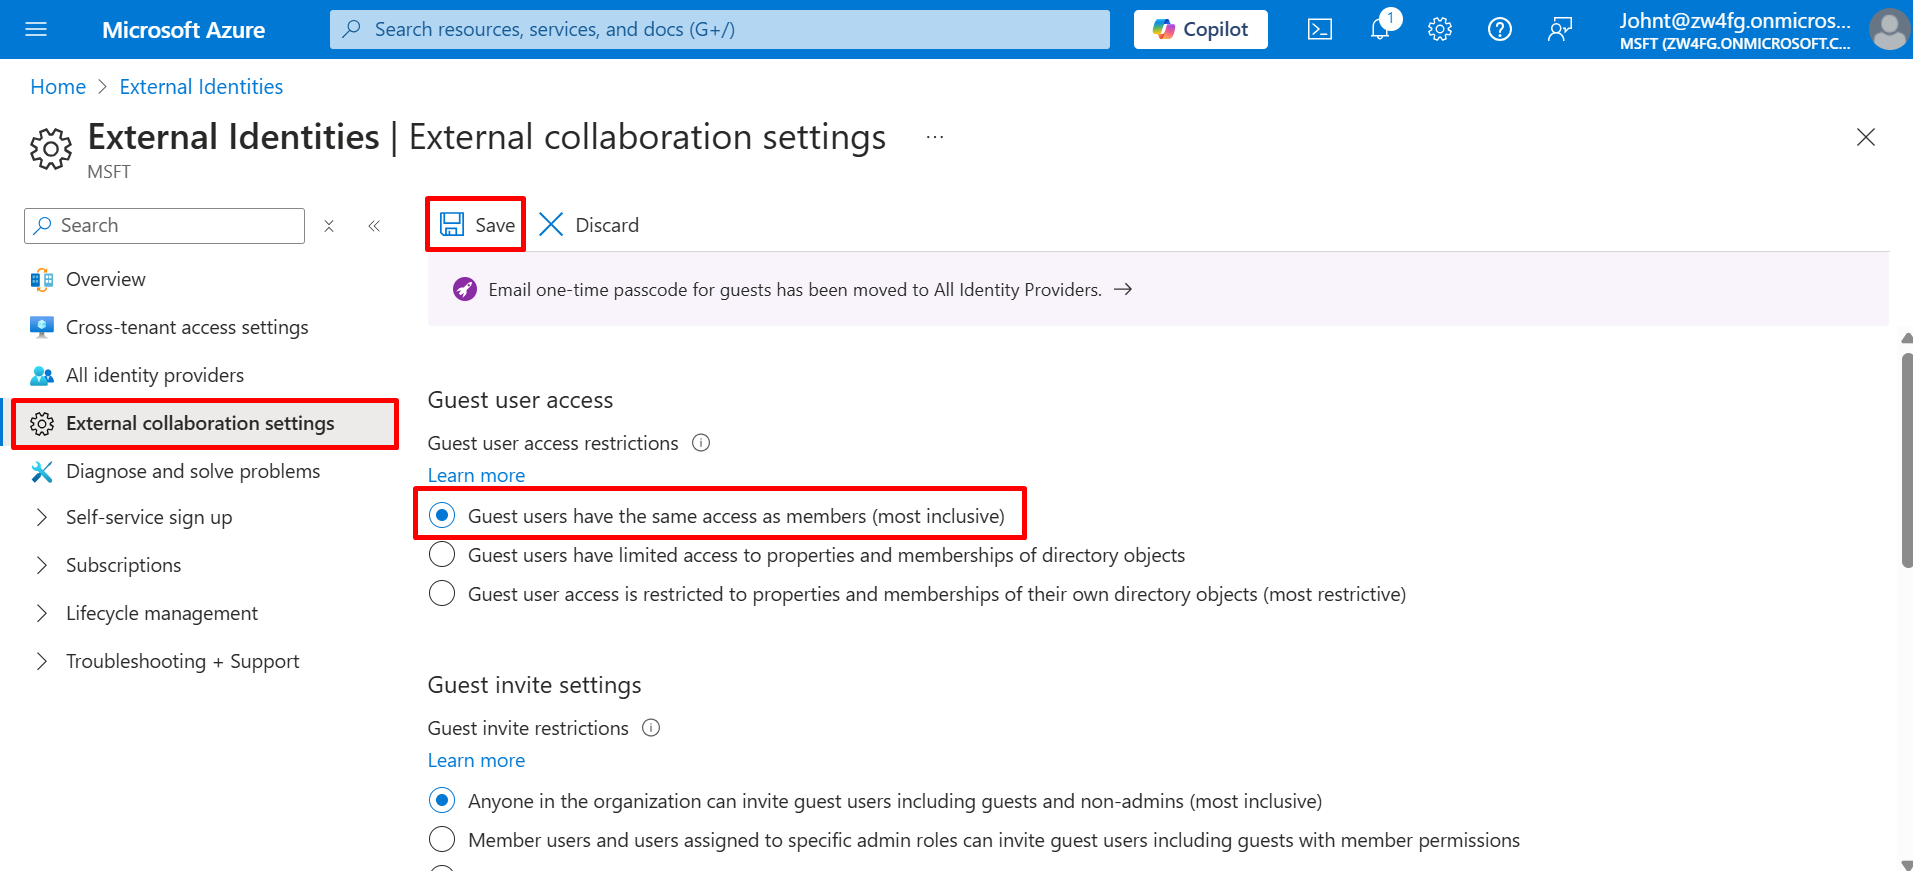 Microsoft Azure
Search resources, services, and docs (G+/)
Copilot
1
Johnt@zw4fg.onmicros...
MSFT (ZW4FG.ONMICROSOFT.C...
Home > External Identities
External Identities | External collaboration settings ...
MSFT
Search
Save
Discard
Email one-time passcode for guests has been moved to All Identity Providers. →
Overview
Cross-tenant access settings
All identity providers
External collaboration settings
Diagnose and solve problems
Self-service sign up
Subscriptions
Lifecycle management
Troubleshooting + Support
Guest user access
Guest user access restrictions
Learn more
Guest users have the same access as members (most inclusive)
Guest users have limited access to properties and memberships of directory objects
Guest user access is restricted to properties and memberships of their own directory objects (most restrictive)
Guest invite settings
Guest invite restrictions
Learn more
Anyone in the organization can invite guest users including guests and non-admins (most inclusive)
Member users and users assigned to specific admin roles can invite guest users including guests with member permissions